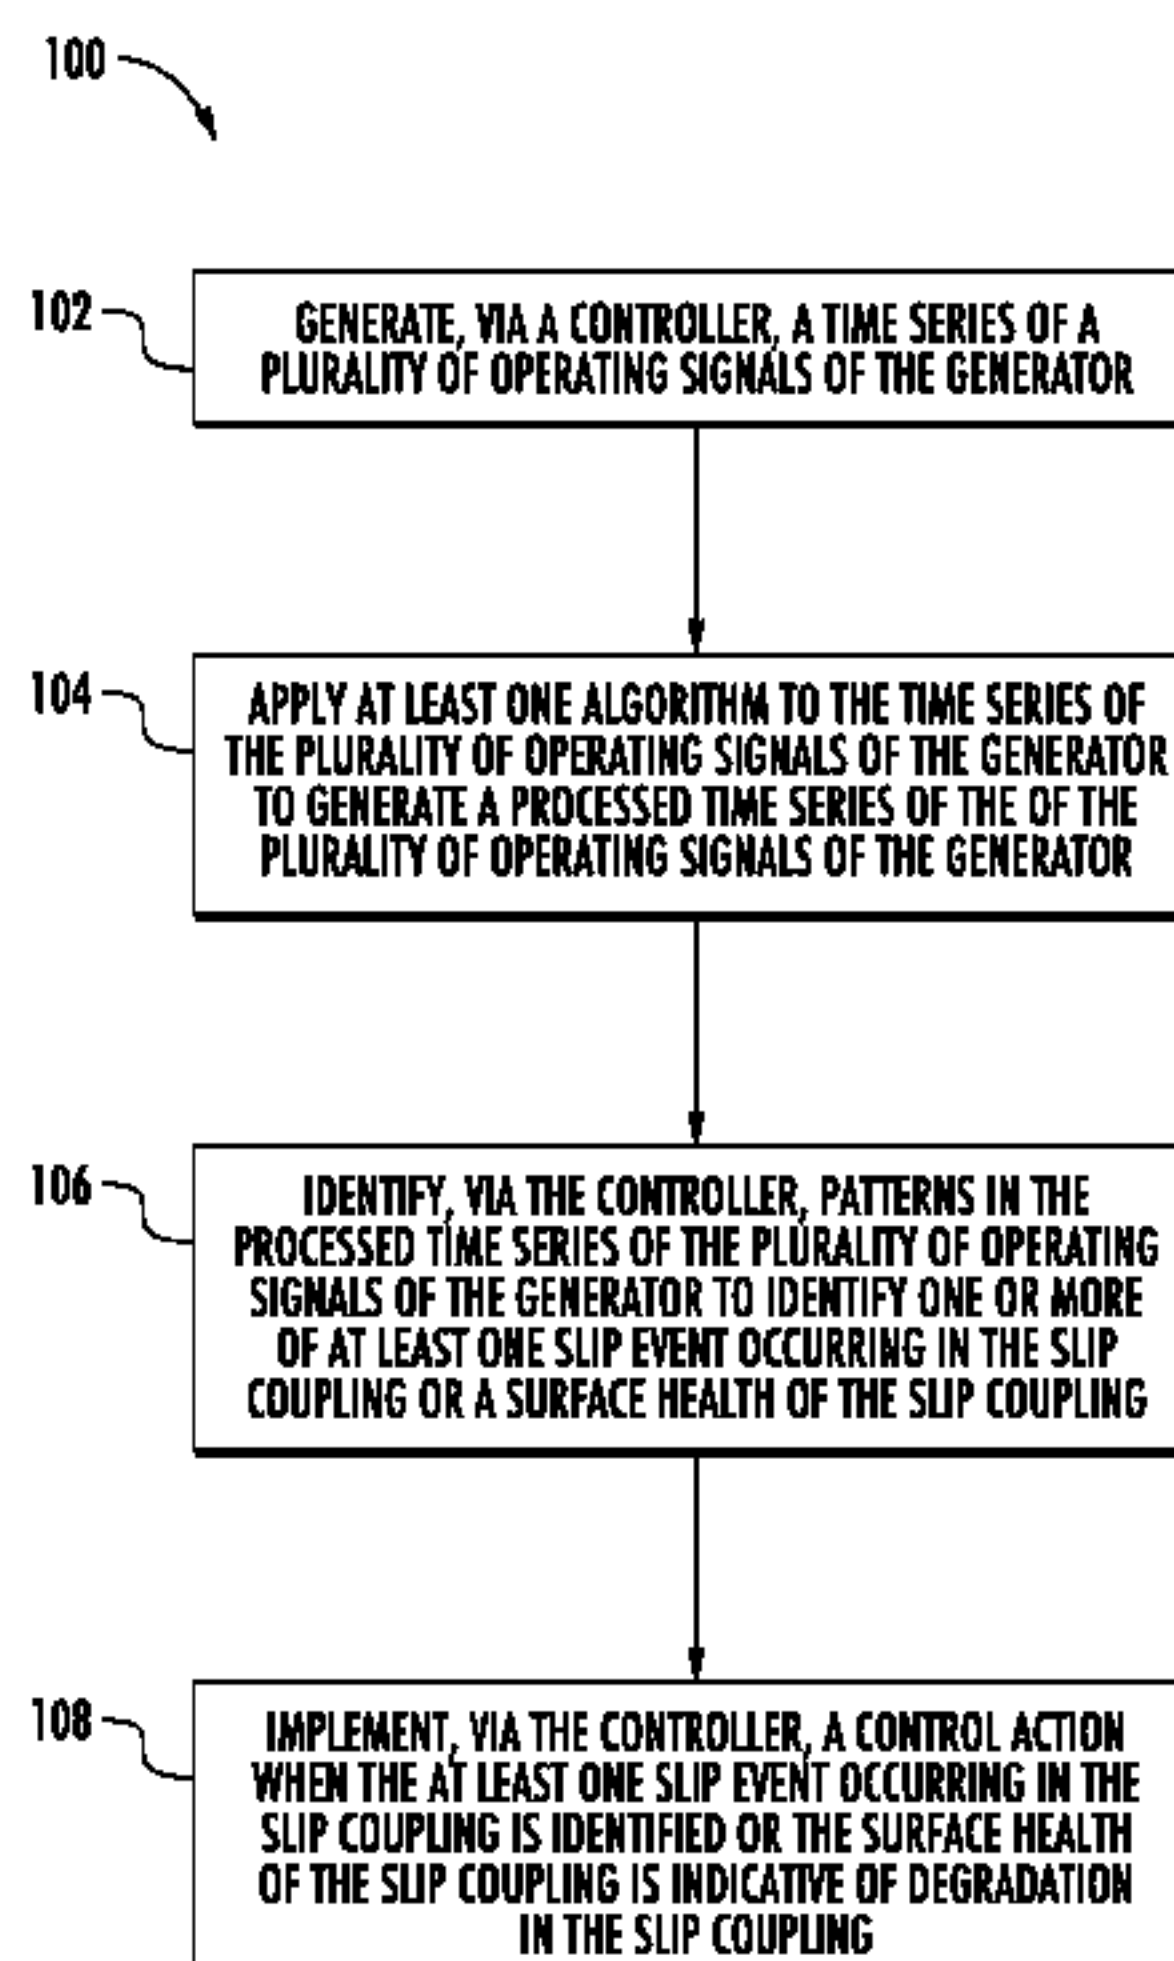 100
102
GENERATE, VIA A CONTROLLER, A TIME SERIES OF A
PLURALITY OF OPERATING SIGNALS OF THE GENERATOR
104
APPLY AT LEAST ONE ALGORITHM TO THE TIME SERIES OF
THE PLURALITY OF OPERATING SIGNALS OF THE GENERATOR
TO GENERATE A PROCESSED TIME SERIES OF THE OF THE
PLURALITY OF OPERATING SIGNALS OF THE GENERATOR
106
IDENTIFY, VIA THE CONTROLLER, PATTERNS IN THE
PROCESSED TIME SERIES OF THE PLURALITY OF OPERATING
SIGNALS OF THE GENERATOR TO IDENTIFY ONE OR MORE
OF AT LEAST ONE SLIP EVENT OCCURRING IN THE SLIP
COUPLING OR A SURFACE HEALTH OF THE SLIP COUPLING
108
IMPLEMENT, VIA THE CONTROLLER, A CONTROL ACTION
WHEN THE AT LEAST ONE SLIP EVENT OCCURRING IN THE
SLIP COUPLING IS IDENTIFIED OR THE SURFACE HEALTH
OF THE SLIP COUPLING IS INDICATIVE OF DEGRADATION
IN THE SLIP COUPLING